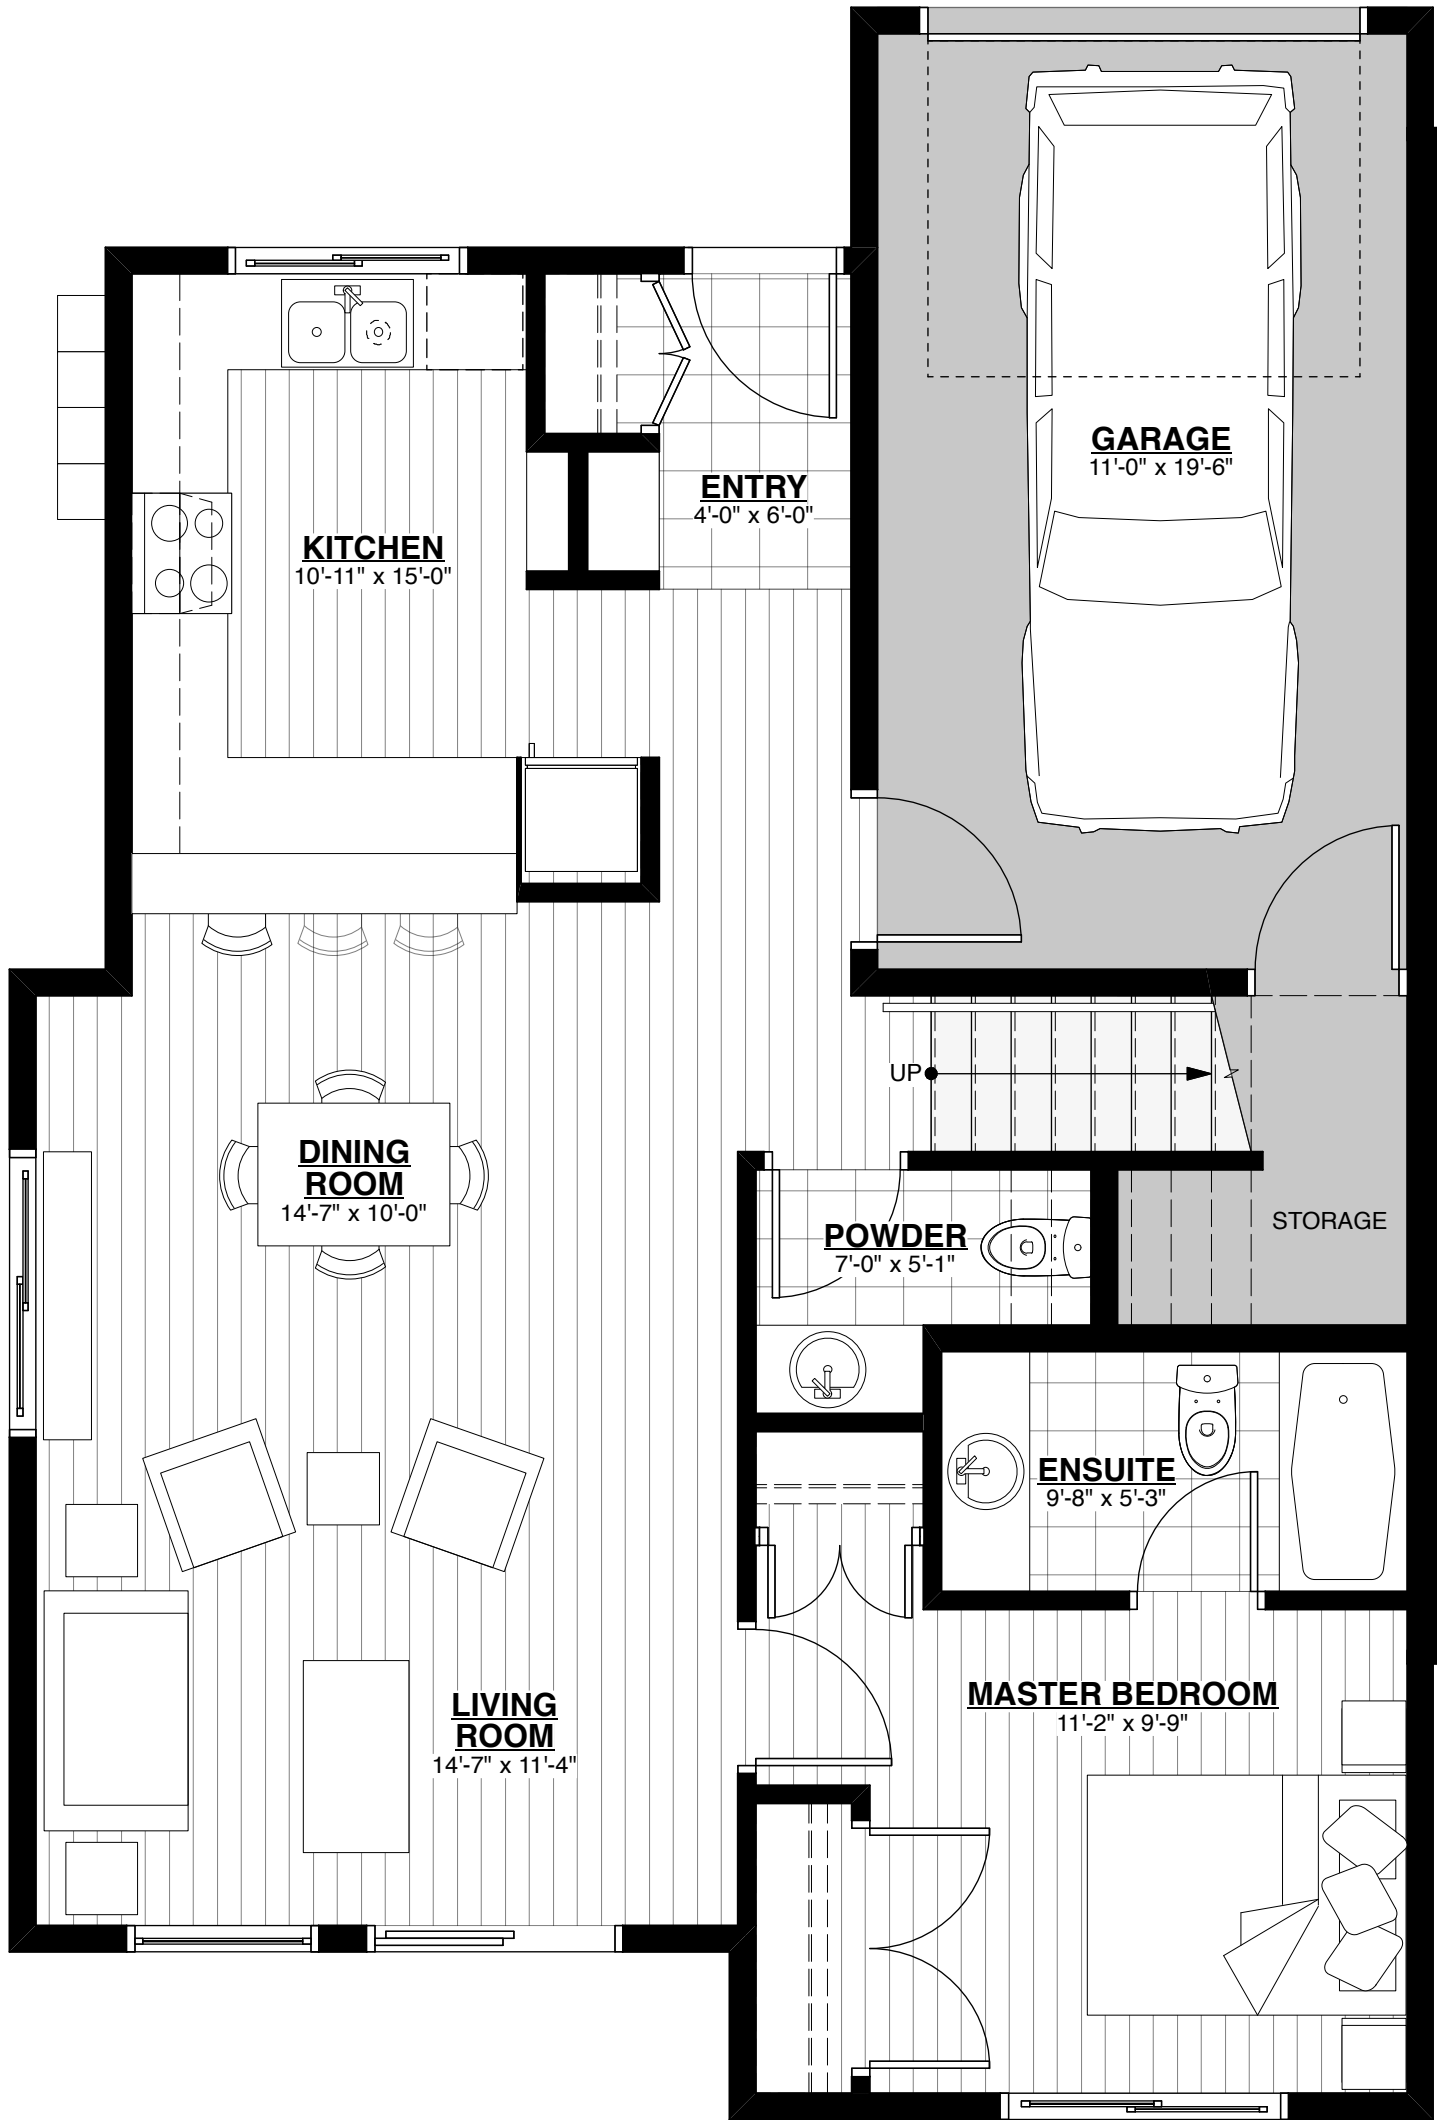 GARAGE
11'-0" x 19'-6"
ENTRY
4'-0" x 6'-0"
KITCHEN
10'-11" x 15'-0"
UP
DINING
ROOM
14'-7" x 10'-0"
POWDER
7'-0" x 5'-1"
STORAGE
ENSUITE
9'-8" x 5'-3"
LIVING
ROOM
14'-7" x 11'-4"
MASTER BEDROOM
11'-2" x 9'-9"